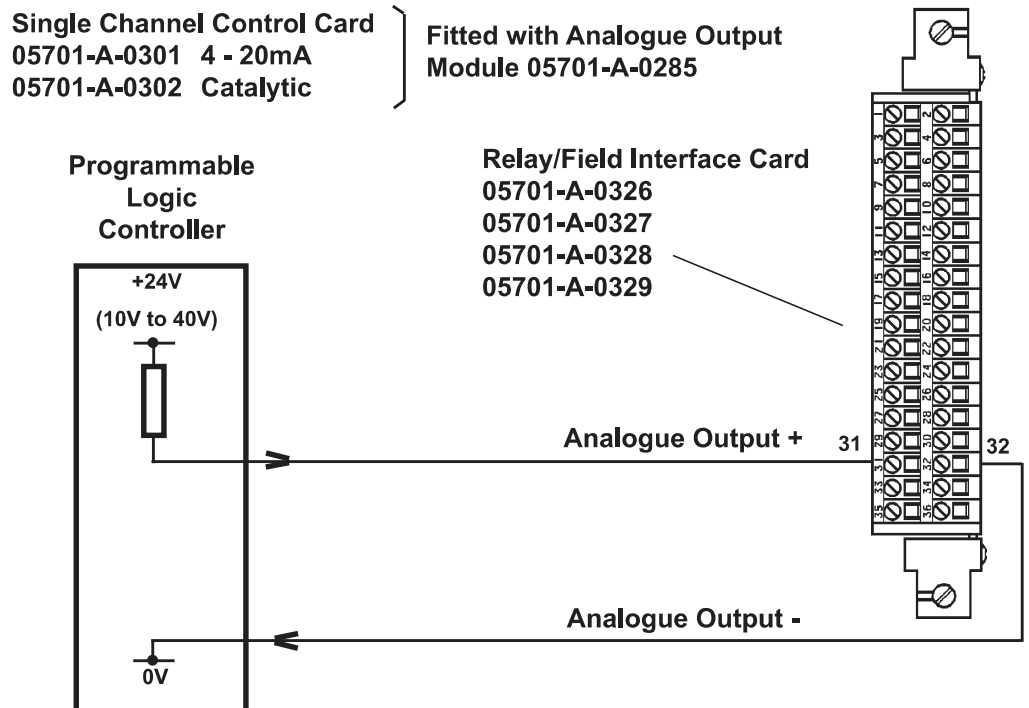 Single Channel Control Card
05701-A-0301 4 - 20mA
05701-A-0302 Catalytic
Fitted with Analogue Output
Module 05701-A-0285
Relay/Field Interface Card
05701-A-0326
05701-A-0327
05701-A-0328
05701-A-0329
Programmable
Logic
Controller
+24V
(10V to 40V)
Analogue Output +
31
32
Analogue Output -
0V
1 2
3 4
5 6
7 8
9 10
11 12
13 14
15 16
17 18
19 20
21 22
23 24
25 26
27 28
29 30
31 32
33 34
35 36